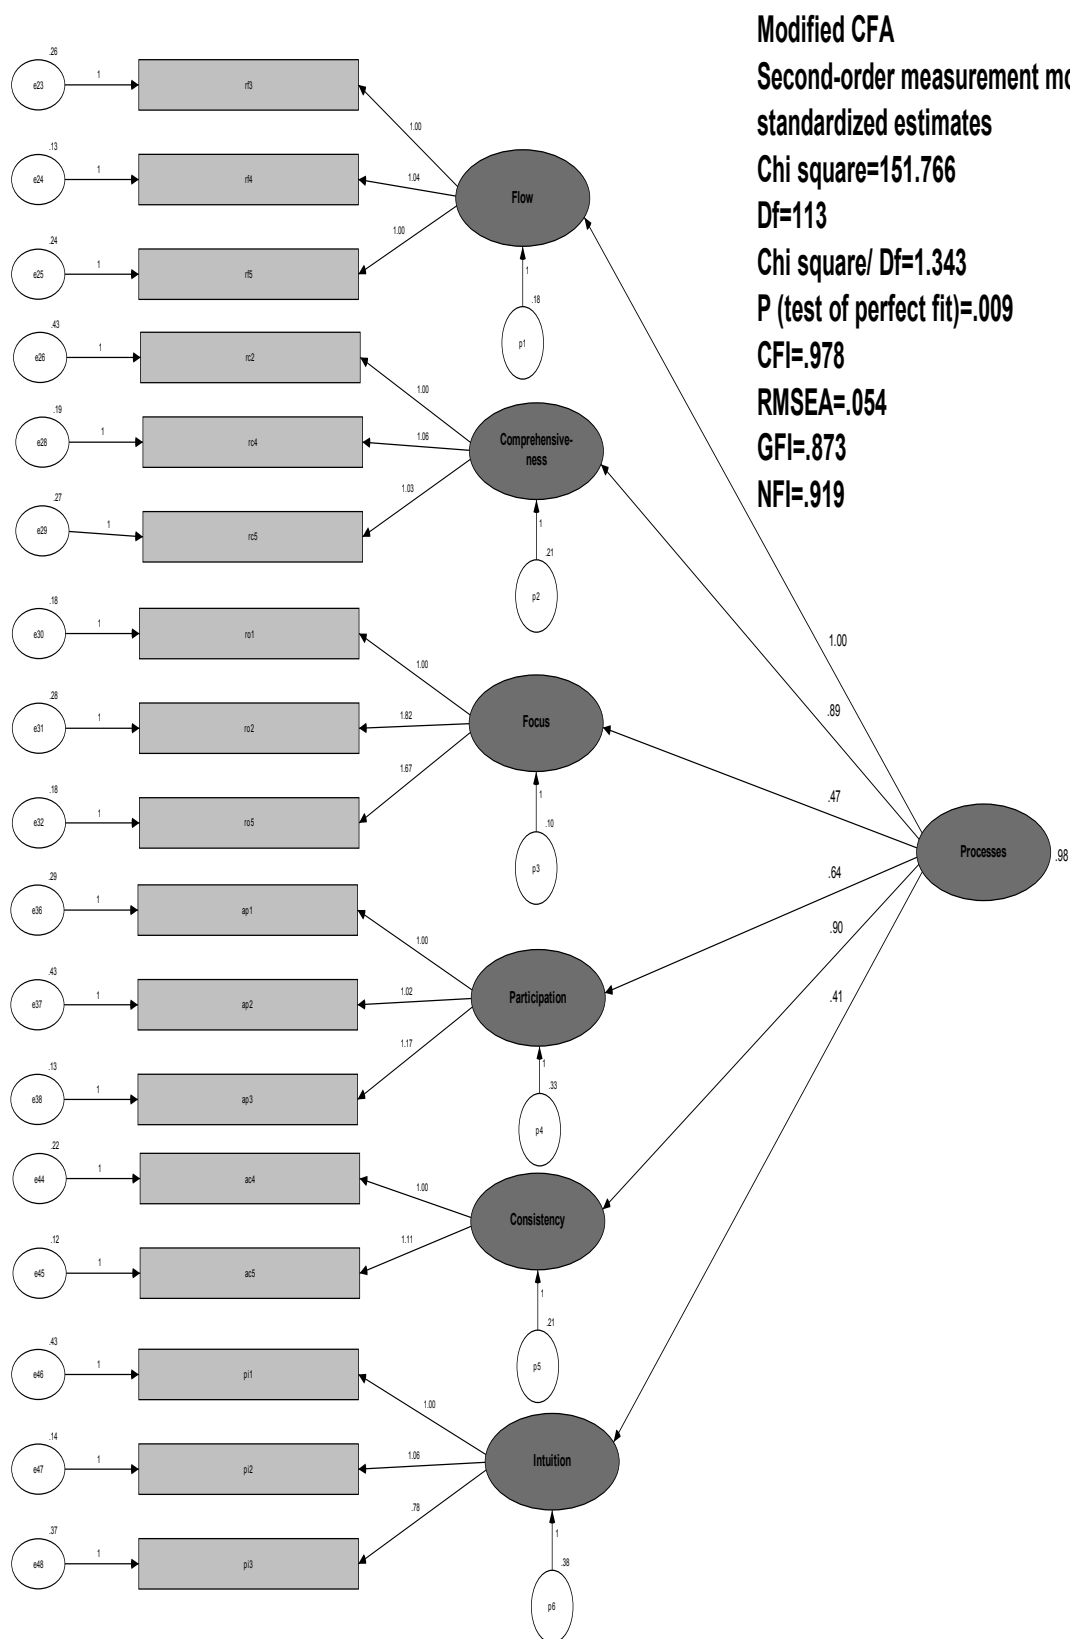 Modified CFA
Second-order measurement mo
standardized estimates
Chi square=151.766
Df=113
Chi square/ Df=1.343
P (test of perfect fit)=.009
CFI=.978
RMSEA=.054
GFI=.873
NFI=.919
.26
e23 1 rf3
1.00
.13
e24 1 rf4
1.04
Flow
.24
e25 1 rf5
1.00
1
.18
p1
.43
e26 1 rc2
1.00
.19
e28 1 rc4
1.06
Comprehensive-
ness
.27
e29 1 rc5
1.03
1
.21
p2
.18
e30 1 ro1
1.00
.28
e31 1 ro2
1.82
Focus
.18
e32 1 ro5
1.67
1
.10
p3
1.00
.89
.47
.64
.90
.41
Processes
.98
.29
e36 1 ap1
1.00
.43
e37 1 ap2
1.02
Participation
.13
e38 1 ap3
1.17
1
.33
p4
.22
e44 1 ac4
1.00
Consistency
.12
e45 1 ac5
1.11
1
.21
p5
.43
e46 1 pi1
1.00
.14
e47 1 pi2
1.06
Intuition
.37
e48 1 pi3
.78
1
.38
p6